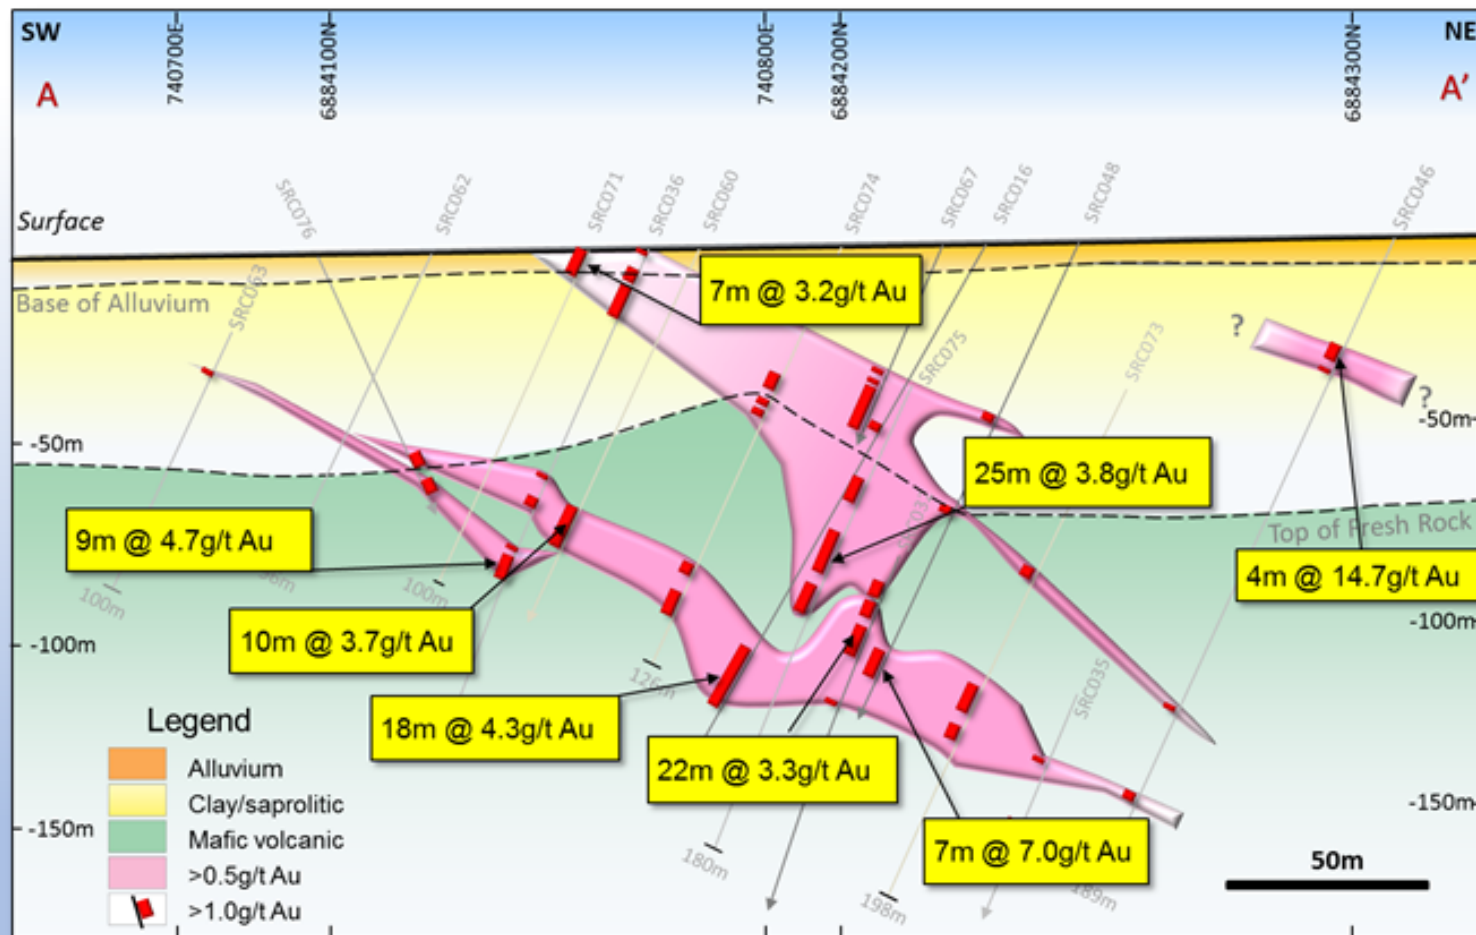 SW
740700E
6884100N
740800E
6884200N
6884300N
NE
A
A'
SRC076
SRC062
SRC071
SRC036
SRC060
SRC074
SRC067
SRC016
SRC048
SRC046
Surface
7m @ 3.2g/t Au
Base of Alluvium
SRC063
SRC075
SRC073
?
?
-50m
-50m
25m @ 3.8g/t Au
Top of Fresh Rock
9m @ 4.7g/t Au
4m @ 14.7g/t Au
100m
100m
10m @ 3.7g/t Au
-100m
-100m
126m
SRC035
18m @ 4.3g/t Au
22m @ 3.3g/t Au
7m @ 7.0g/t Au
-150m
-150m
180m
198m
189m
50m
Legend
Alluvium
Clay/saprolitic
Mafic volcanic
>0.5g/t Au
>1.0g/t Au